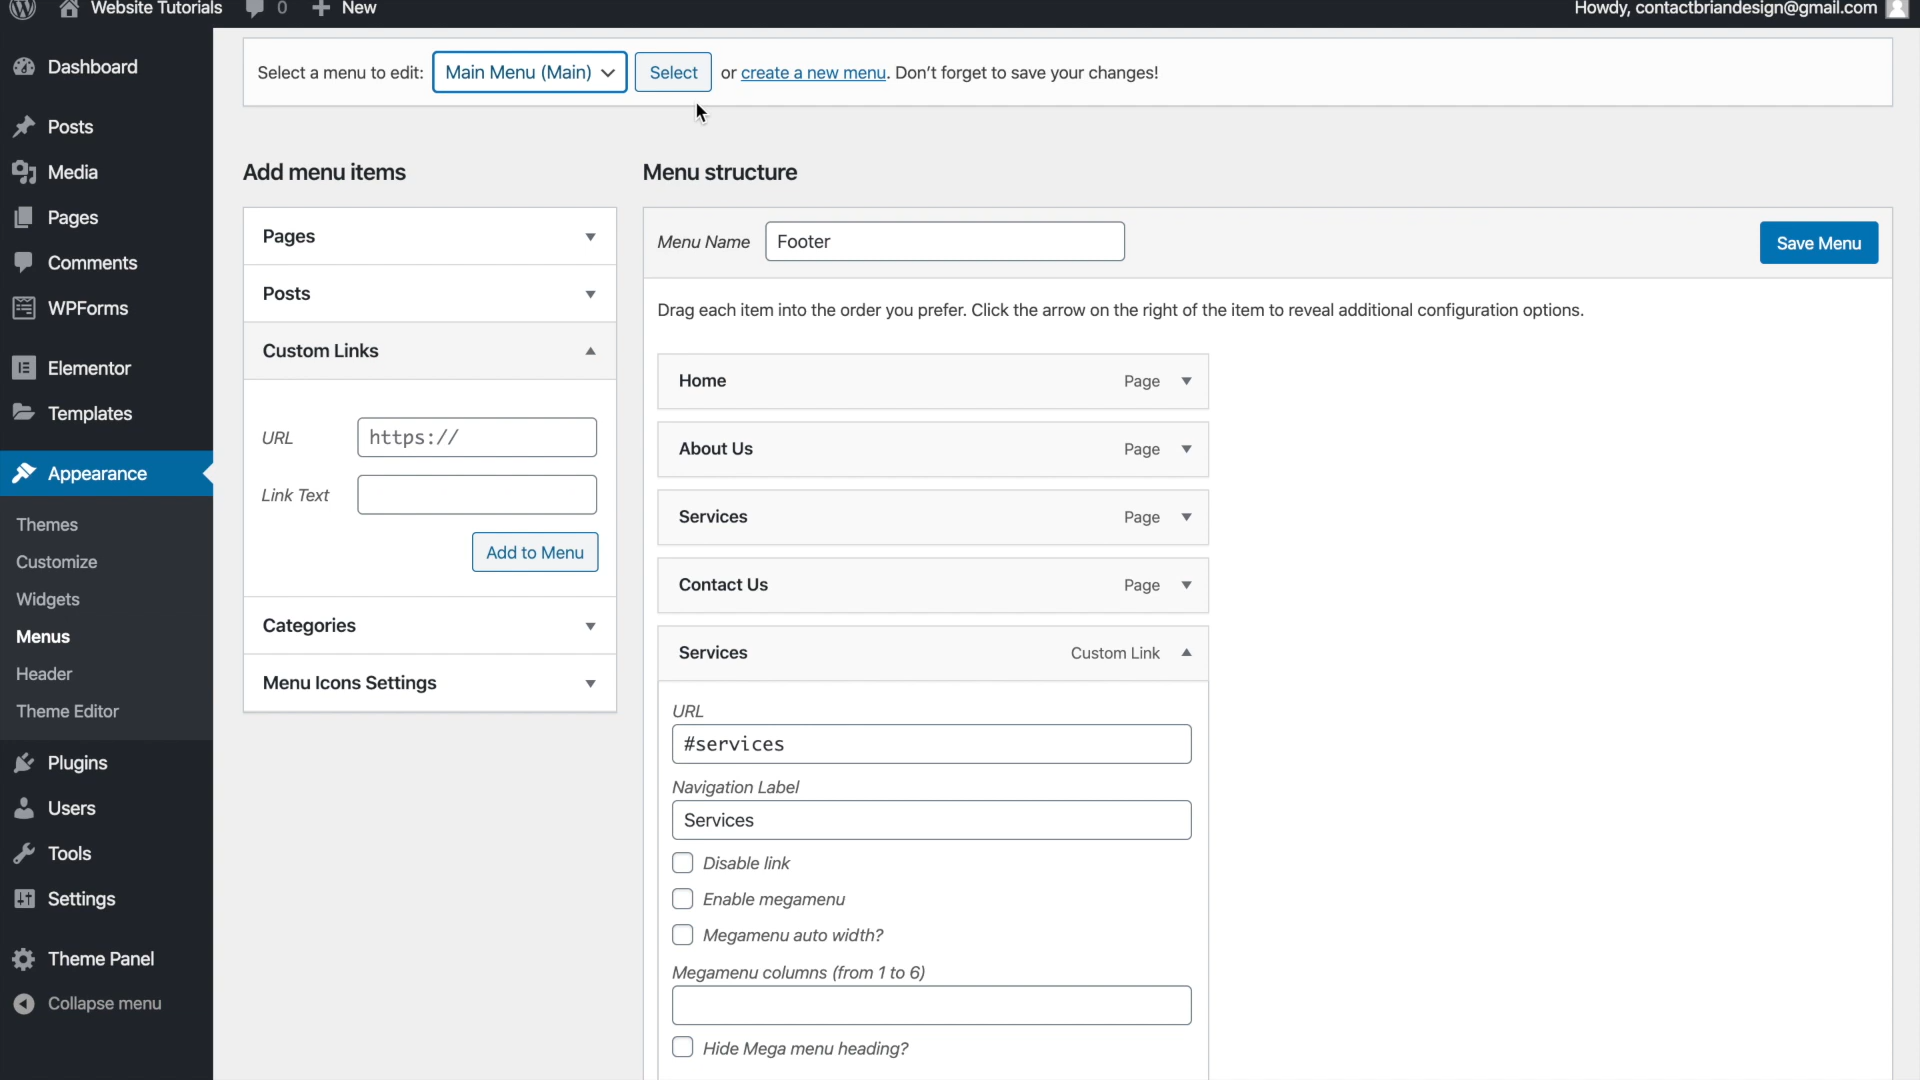 Website Tutorials 0 New Howdy, contactbriandesign@gmail.com
Dashboard
Posts
Media
Pages
Comments
WPForms
Elementor
Templates
Appearance
Themes
Customize
Widgets
Menus
Header
Theme Editor
Plugins
Users
Tools
Settings
Theme Panel
Collapse menu
Select a menu to edit: Main Menu (Main) Select or create a new menu. Don’t forget to save your changes!
Add menu items
Pages
Posts
Custom Links
URL https://
Link Text
Add to Menu
Categories
Menu Icons Settings
Menu structure
Menu Name Footer Save Menu
Drag each item into the order you prefer. Click the arrow on the right of the item to reveal additional configuration options.
Home Page
About Us Page
Services Page
Contact Us Page
Services Custom Link
URL
#services
Navigation Label
Services
Disable link
Enable megamenu
Megamenu auto width?
Megamenu columns (from 1 to 6)
Hide Mega menu heading?